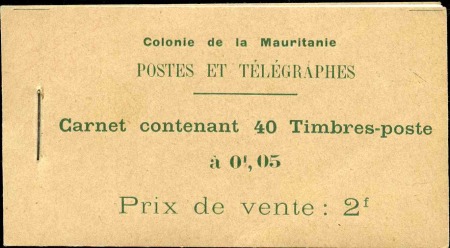 Colonie de la Mauritanie
POSTES ET TÉLÉGRAPHES
Carnet contenant 40 Timbres-poste
à 0f,05
Prix de vente : 2f